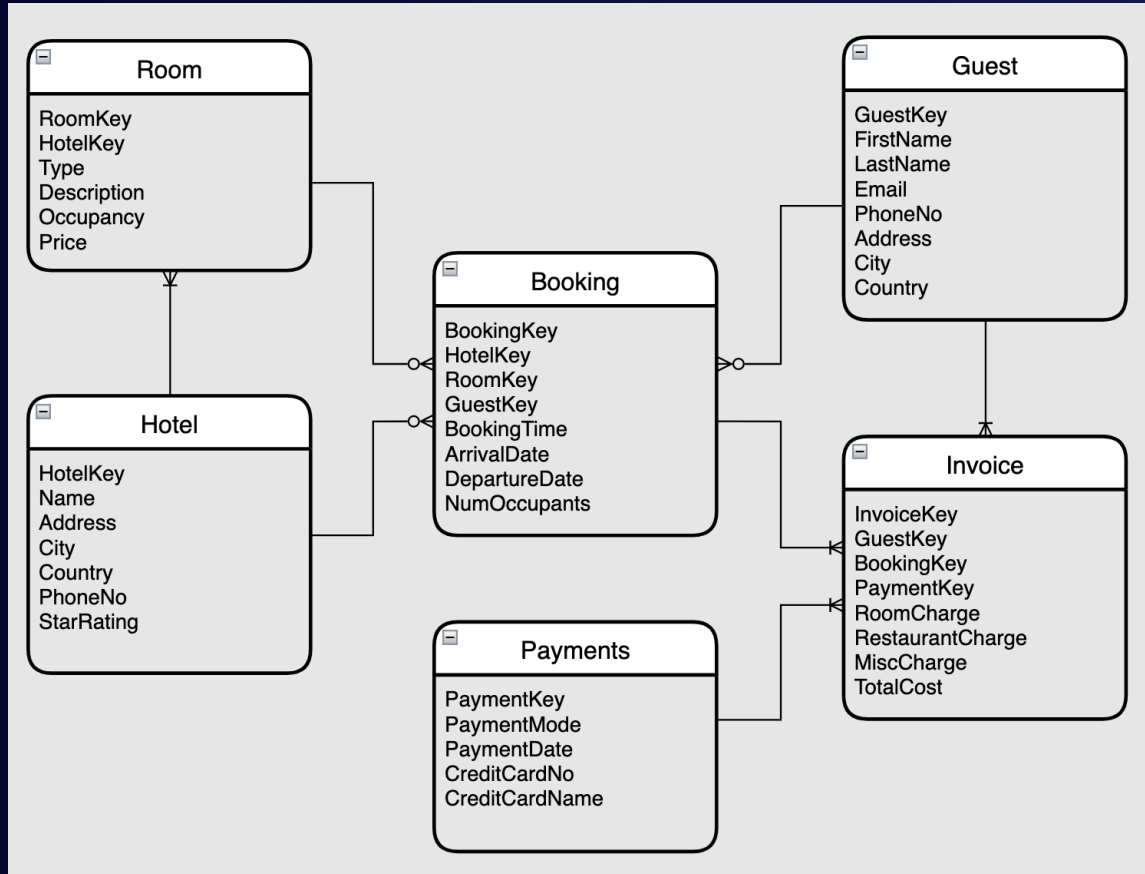 Room
RoomKey
HotelKey
Type
Description
Occupancy
Price
Guest
GuestKey
FirstName
LastName
Email
PhoneNo
Address
City
Country
Booking
BookingKey
HotelKey
RoomKey
GuestKey
BookingTime
ArrivalDate
DepartureDate
NumOccupants
Hotel
HotelKey
Name
Address
City
Country
PhoneNo
StarRating
Invoice
InvoiceKey
GuestKey
BookingKey
PaymentKey
RoomCharge
RestaurantCharge
MiscCharge
TotalCost
Payments
PaymentKey
PaymentMode
PaymentDate
CreditCardNo
CreditCardName